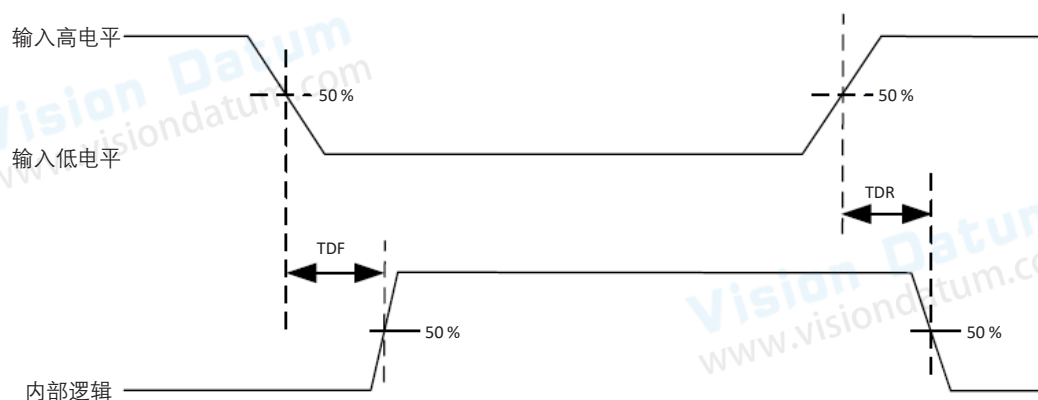 输入高电平
Vision Datum
www.visiondatum.com
50 %
50 %
输入低电平
TDR
TDF
Vision Datum
www.visiondatum.co
50 %
50 %
内部逻辑